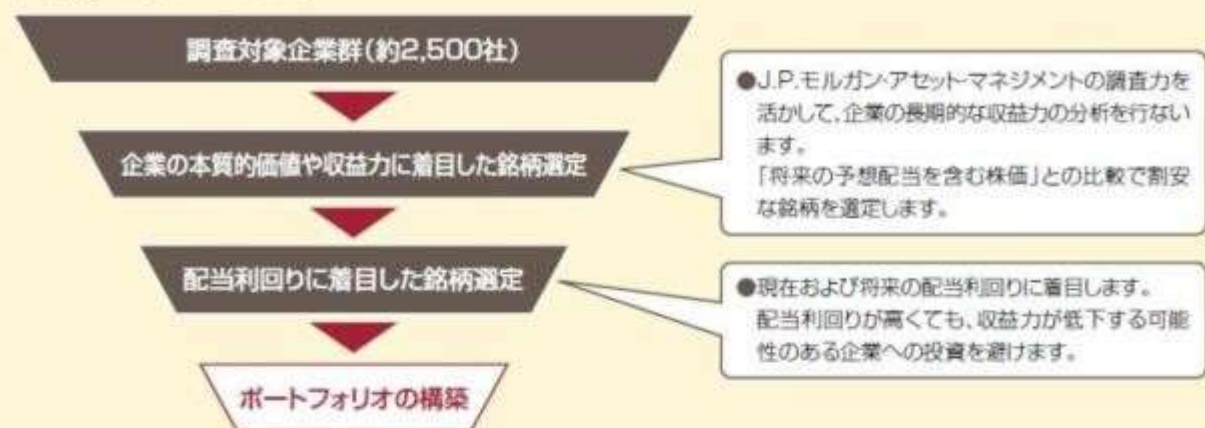 調査対象企業群(約2,500社)
企業の本質的価値や収益力に着目した銘柄選定
●J.P.モルガン・アセット・マネジメントの調査力を
活かして、企業の長期的な収益力の分析を行ない
ます。
「将来の予想配当を含む株価」との比較で割安
な銘柄を選定します。
配当利回りに着目した銘柄選定
●現在および将来の配当利回りに着目します。
配当利回りが高くても、収益力が低下する可能
性のある企業への投資を避けます。
ポートフォリオの構築